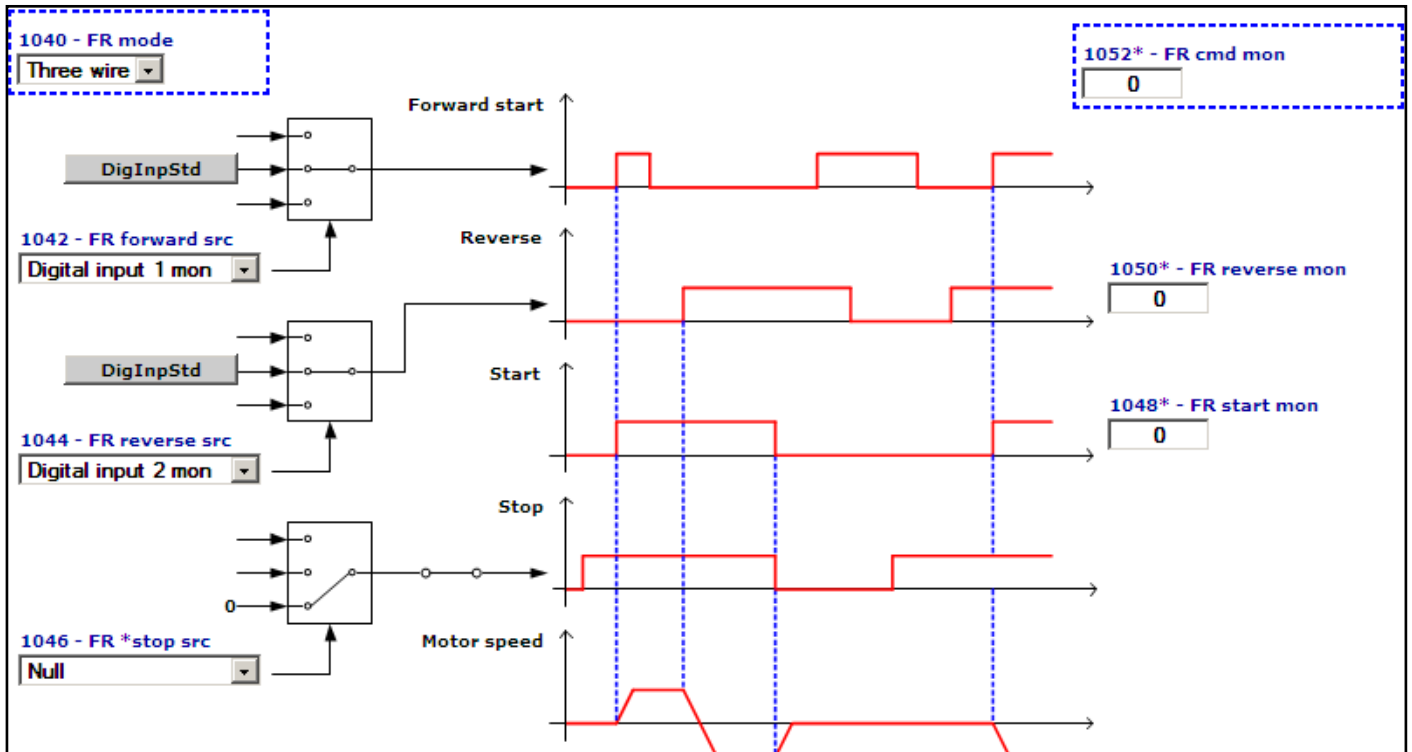 1040 - FR mode
Three wire
1052* - FR cmd mon
0
Forward start
DigInpStd
1042 - FR forward src
Digital input 1 mon
Reverse
1050* - FR reverse mon
0
DigInpStd
Start
1048* - FR start mon
0
1044 - FR reverse src
Digital input 2 mon
Stop
0
1046 - FR *stop src
Null
Motor speed